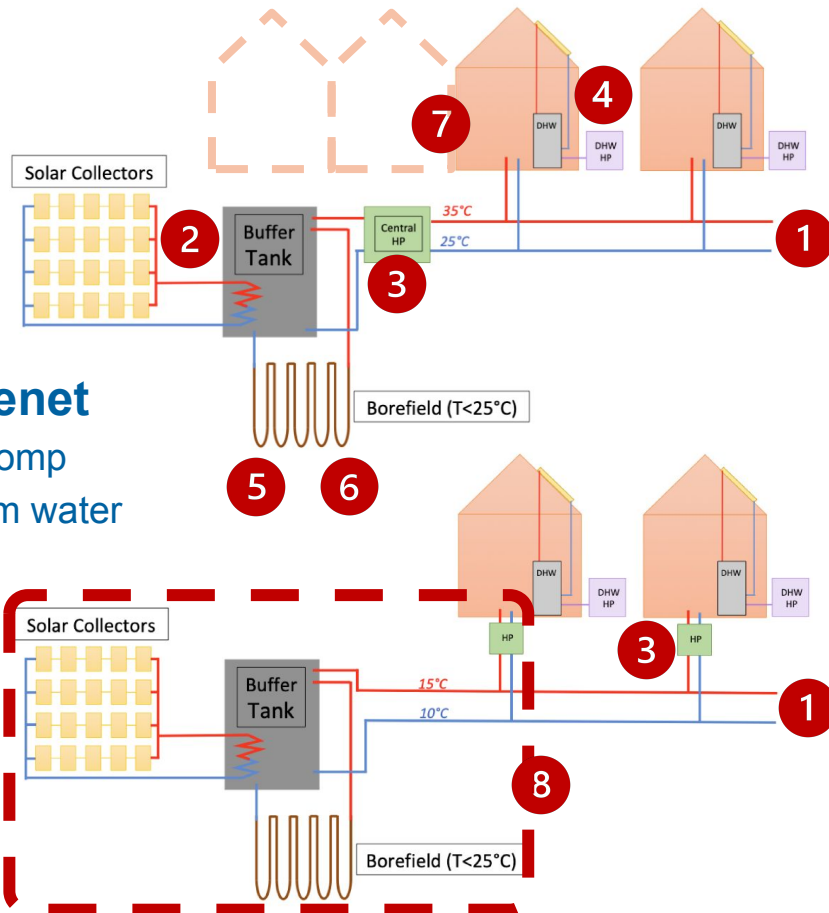 7
4
DHW
DHW
HP
DHW
DHW
HP
Solar Collectors
2
Buffer
Tank
Central
HP
3
35°C
25°C
1
Borefield (T<25°C)
5
6
enet
omp
m water
DHW
DHW
HP
DHW
DHW
HP
Solar Collectors
HP
3
HP
Buffer
Tank
15°C
10°C
1
8
Borefield (T<25°C)